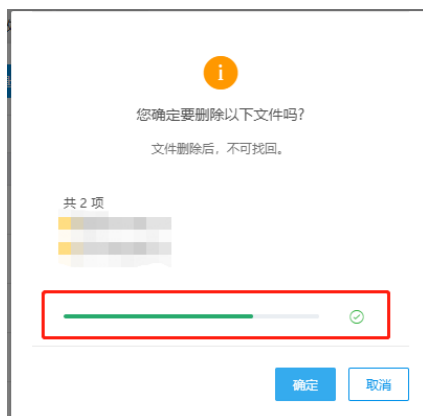 您确定要删除以下文件吗?
文件删除后，不可找回。
共 2 项
确定
取消